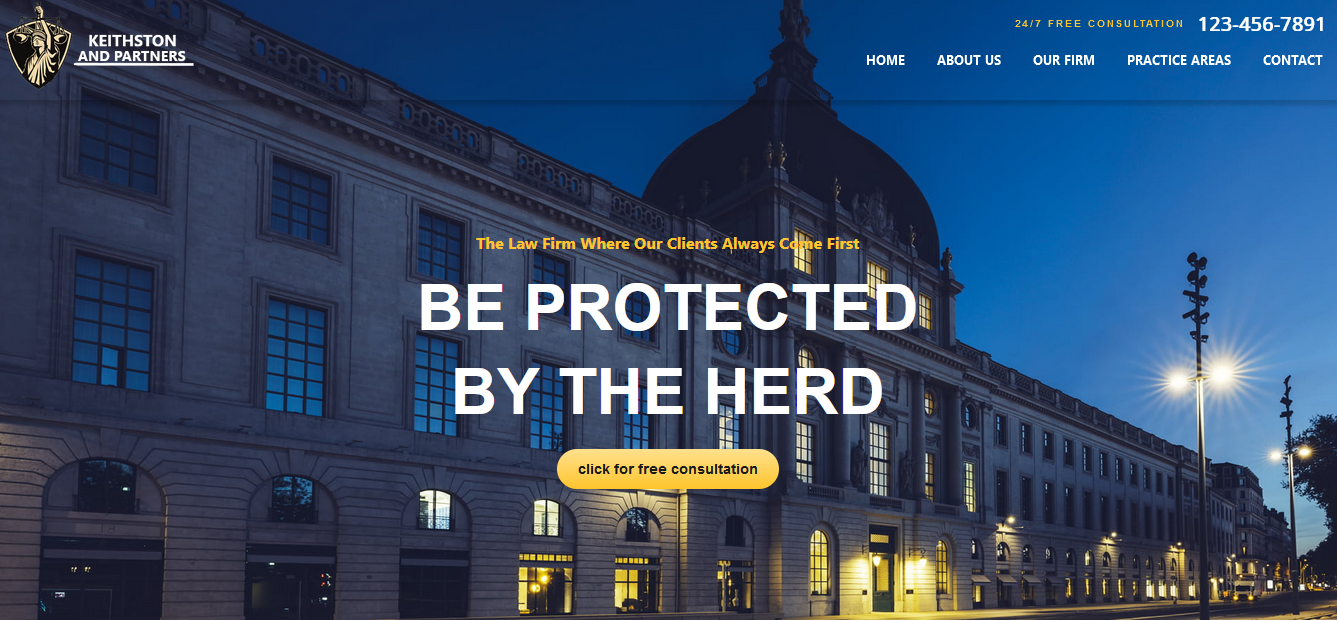 24/7 FREE CONSULTATION 123-456-7891
KEITHSTON
AND PARTNERS
HOME ABOUT US OUR FIRM PRACTICE AREAS CONTACT
The Law Firm Where Our Clients Always Come First
BE PROTECTED
BY THE HERD
click for free consultation